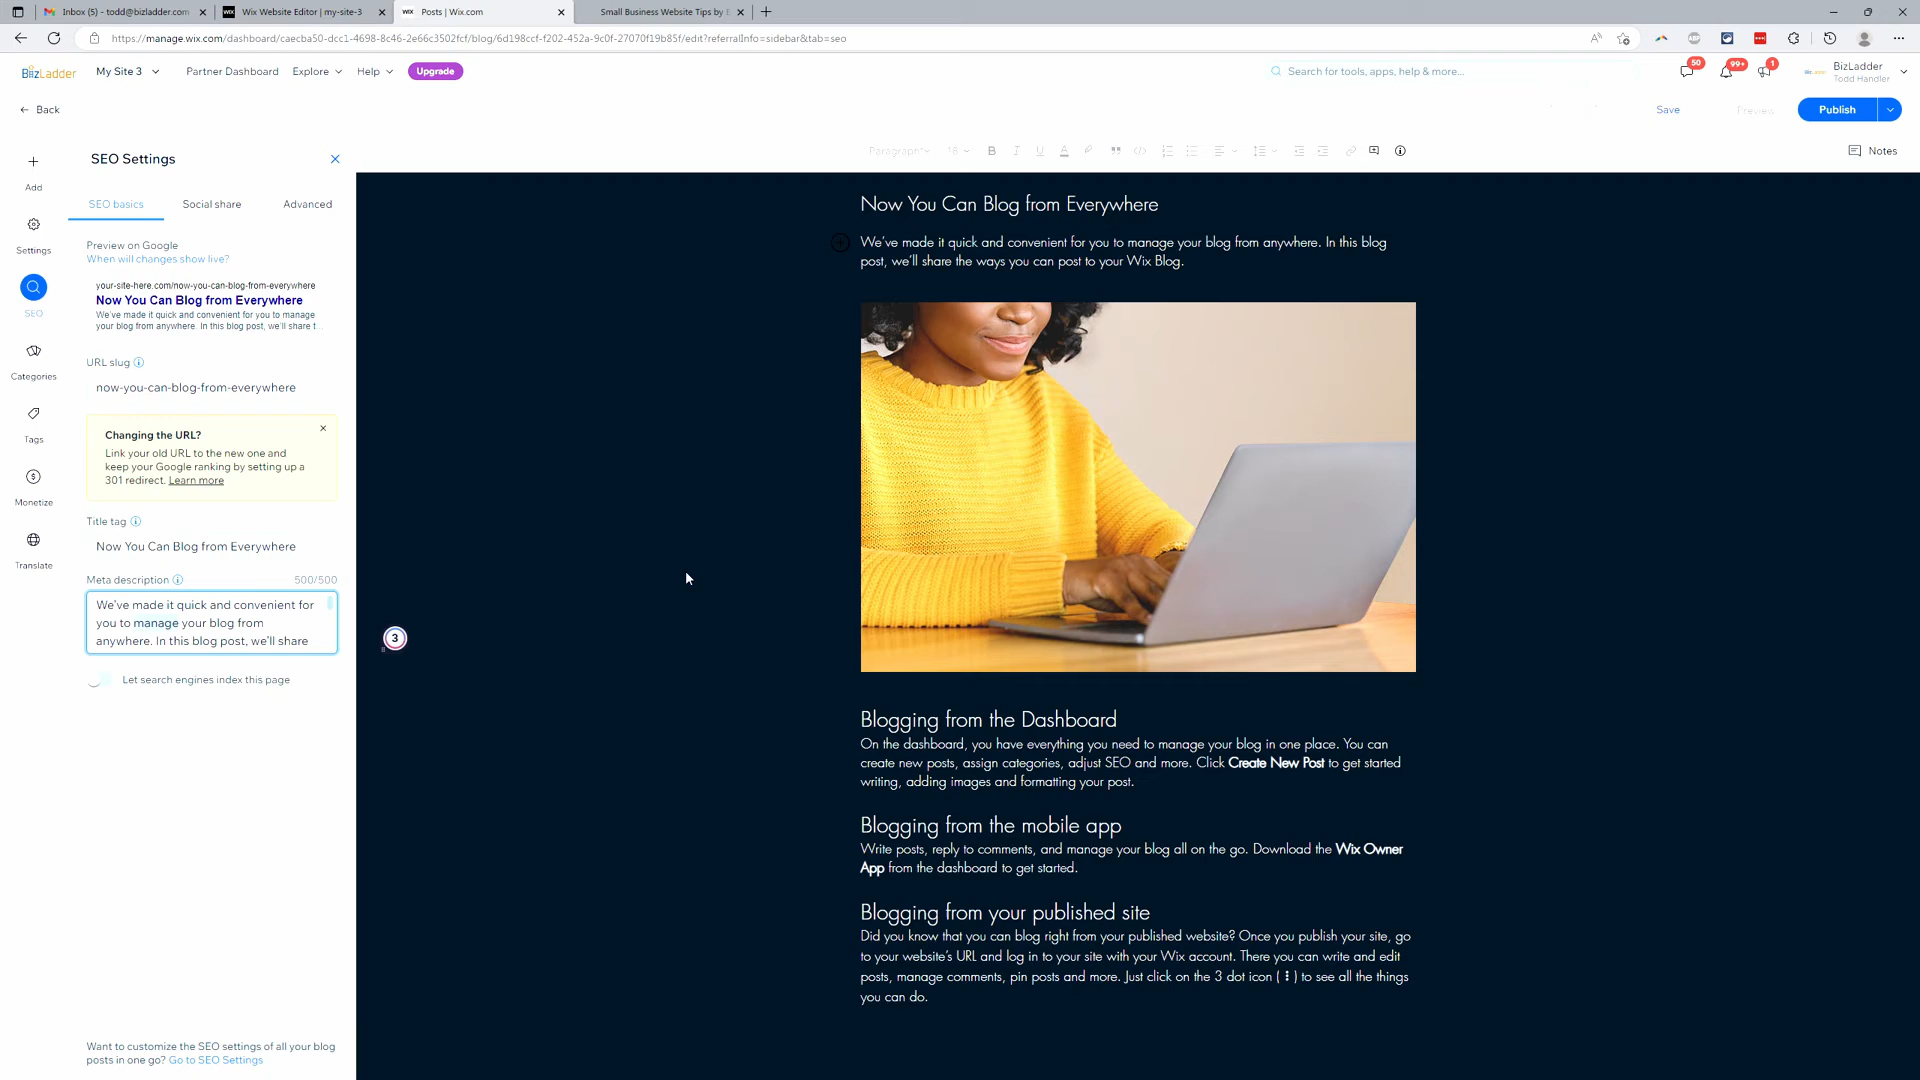 Inbox (5) - todd@bizladder.com
Wix Website Editor | my-site-3
Posts | Wix.com
Small Business Website Tips by E
https://manage.wix.com/dashboard/caecba50-dcc1-4698-8c46-2e66c3502fcf/blog/6d198ccf-f202-452a-9c0f-27070f19b85f/edit?referralInfo=sidebar&tab=seo
BizLadder
My Site 3
Partner Dashboard
Explore
Help
Upgrade
Search for tools, apps, help & more...
50
99+
1
BizLadder
Todd Handler
Back
Save
Preview
Publish
Paragraph
18
B
I
U
A
Notes
SEO Settings
Add
Settings
SEO
Categories
Tags
Monetize
Translate
SEO basics
Social share
Advanced
Preview on Google
When will changes show live?
your-site-here.com/now-you-can-blog-from-everywhere
Now You Can Blog from Everywhere
We've made it quick and convenient for you to manage
your blog from anywhere. In this blog post, we'll share t...
URL slug
now-you-can-blog-from-everywhere
Changing the URL?
Link your old URL to the new one and
keep your Google ranking by setting up a
301 redirect. Learn more
Title tag
Now You Can Blog from Everywhere
Meta description
500/500
We've made it quick and convenient for
you to manage your blog from
anywhere. In this blog post, we'll share
3
Let search engines index this page
Want to customize the SEO settings of all your blog
posts in one go? Go to SEO Settings
Now You Can Blog from Everywhere
We've made it quick and convenient for you to manage your blog from anywhere. In this blog
post, we'll share the ways you can post to your Wix Blog.
Blogging from the Dashboard
On the dashboard, you have everything you need to manage your blog in one place. You can
create new posts, assign categories, adjust SEO and more. Click Create New Post to get started
writing, adding images and formatting your post.
Blogging from the mobile app
Write posts, reply to comments, and manage your blog all on the go. Download the Wix Owner
App from the dashboard to get started.
Blogging from your published site
Did you know that you can blog right from your published website? Once you publish your site, go
to your website's URL and log in to your site with your Wix account. There you can write and edit
posts, manage comments, pin posts and more. Just click on the 3 dot icon ( ⠇) to see all the things
you can do.